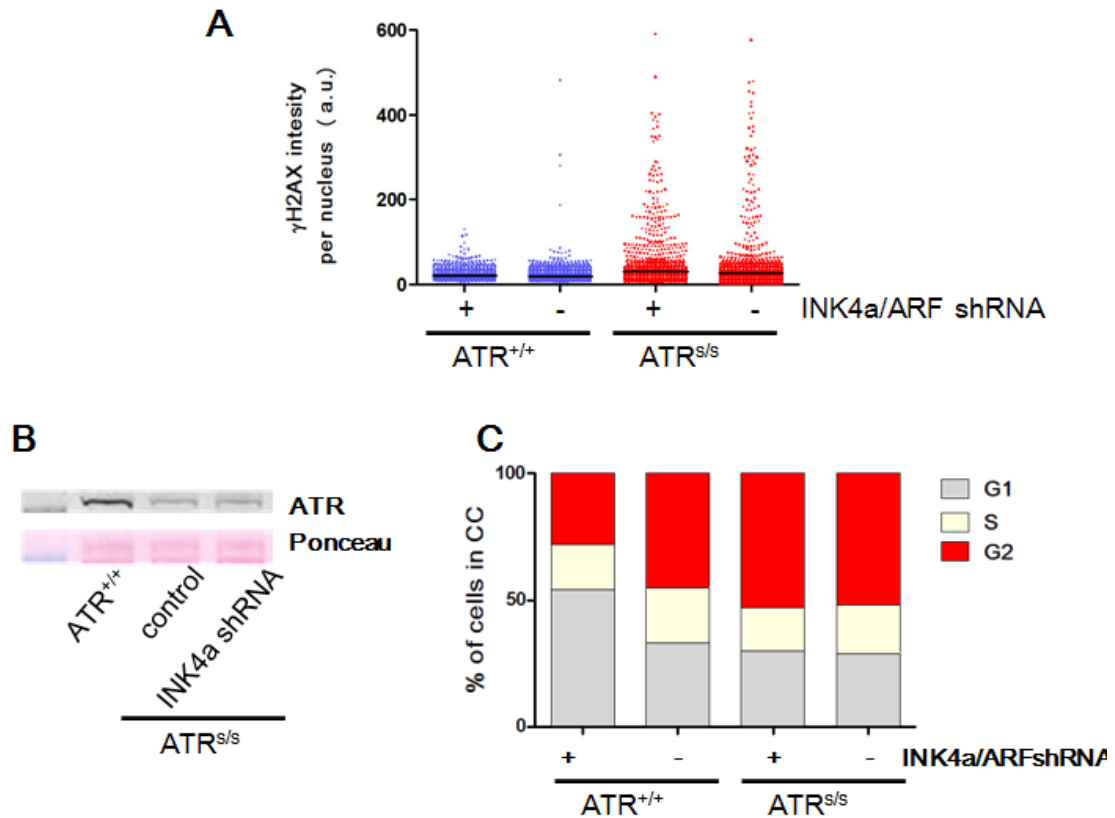 A
600
400
200
0
γH2AX intesity
per nucleus ( a.u.)
+ - + - INK4a/ARF shRNA
ATR+/+ ATRs/s
B
ATR
Ponceau
ATR+/+
control
INK4a shRNA
ATRs/s
C
100
50
0
% of cells in CC
G1
S
G2
+ - + - INK4a/ARFshRNA
ATR+/+ ATRs/s